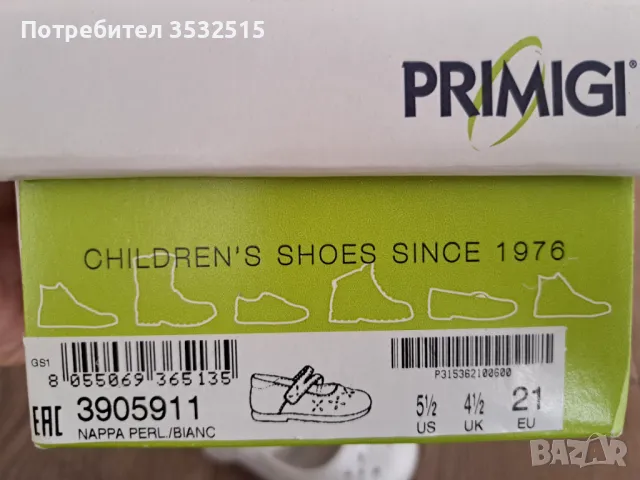 Потребител 3532515
PRIMIGI®
CHILDREN'S SHOES SINCE 1976
GS1
8 055069 365135
P315362100600
EAC 3905911
NAPPA PERL./BIANC
5½ 4½ 21
US UK EU
BAZAR